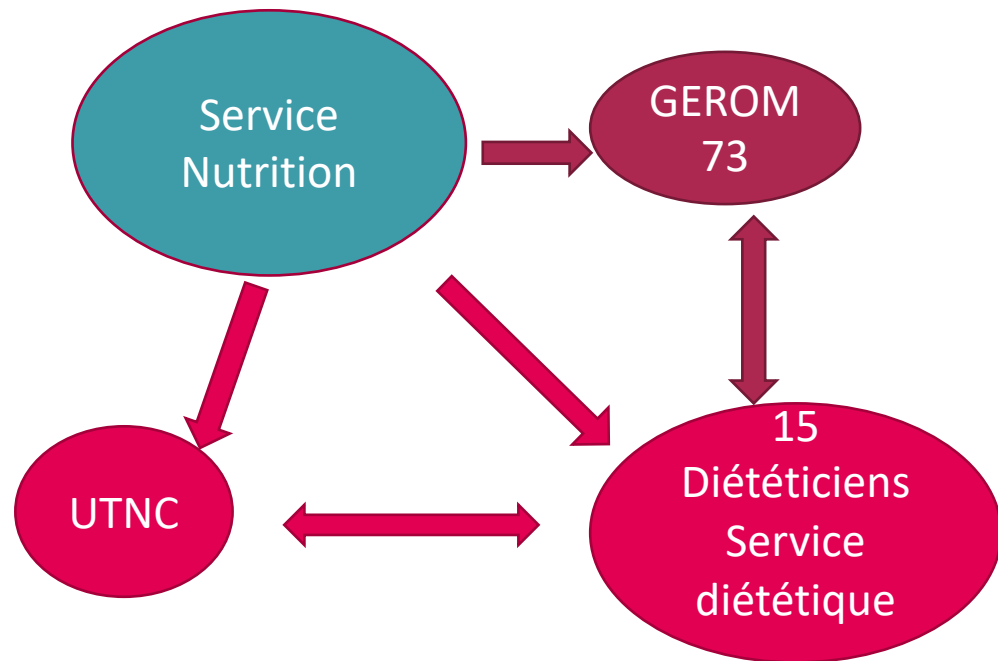 Service
Nutrition
GEROM
73
UTNC
15
Diététiciens
Service
diététique